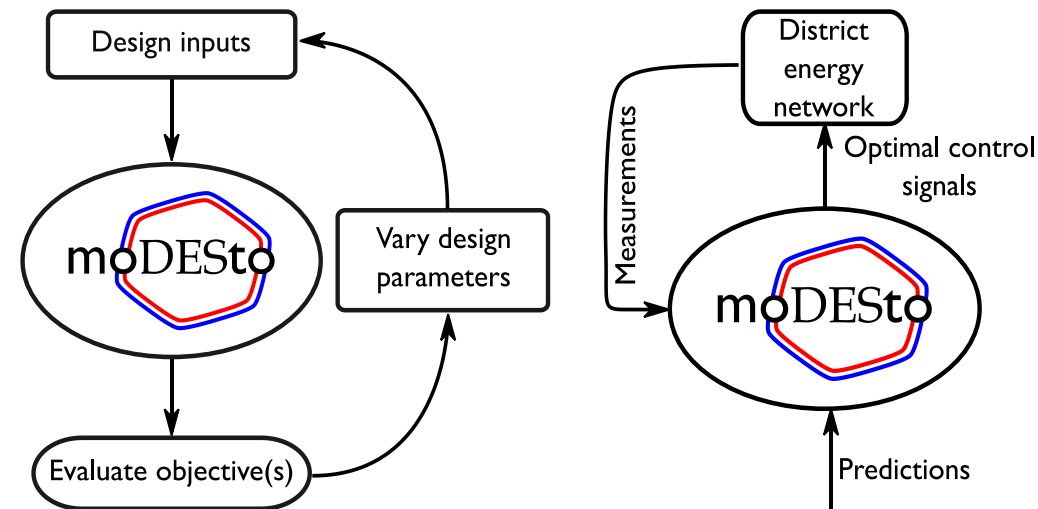 Design inputs
moDESto
Evaluate objective(s)
Vary design
parameters
District
energy
network
Measurements
Optimal control
signals
moDESto
Predictions